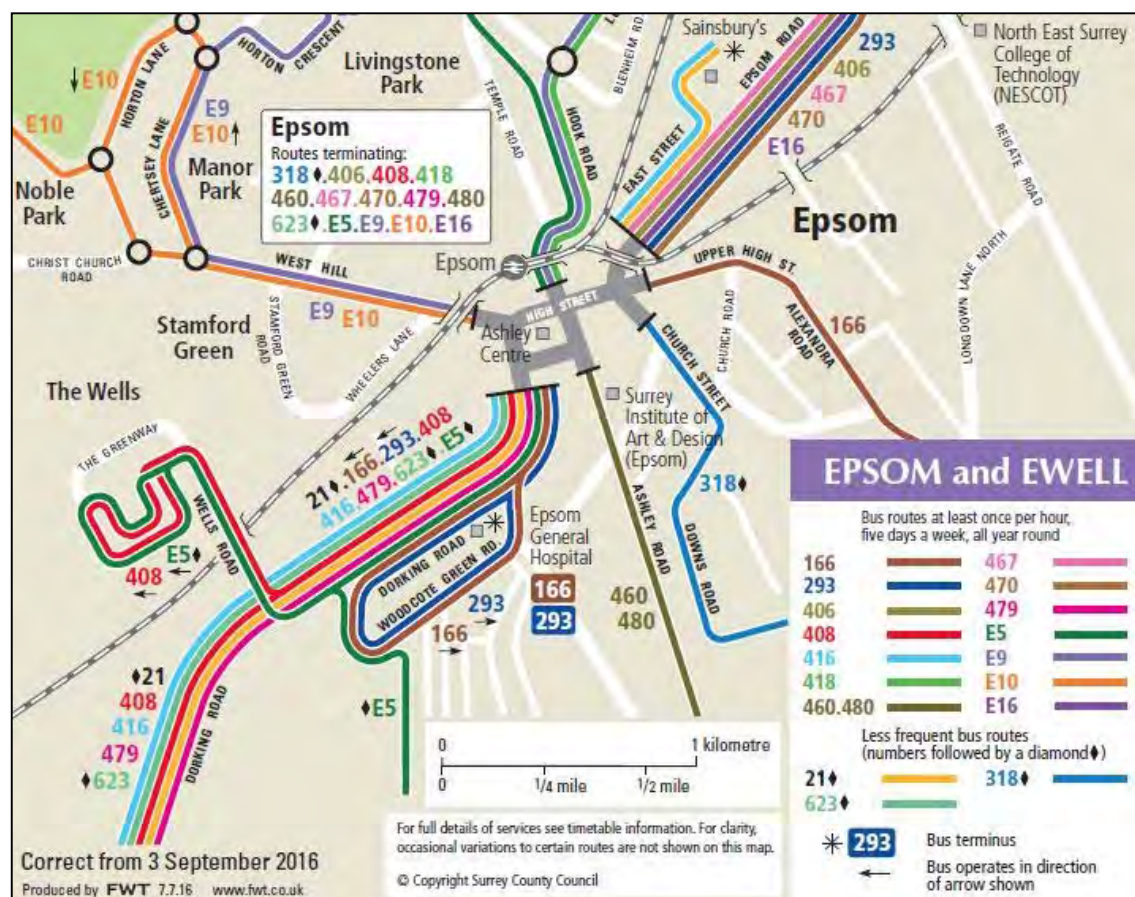 HORTON LANE
E10
E10
HORTON CRESCENT
CHERTSEY LANE
E9
E10
Livingstone
Park
Manor
Park
Noble
Park
Epsom
Routes terminating:
318♦.406.408.418
460.467.470.479.480
623♦.E5.E9.E10.E16
TEMPLE ROAD
BLENHEIM RO
HOOK ROAD
Sainsbury's
EAST STREET
EPSOM ROAD
293
406
467
470
E16
North East Surrey
College of
Technology
(NESCOT)
REIGATE ROAD
LONGDOWN LANE NORTH
Epsom
CHRIST CHURCH
ROAD
WEST HILL
E9 E10
Epsom
HIGH STREET
UPPER HIGH ST.
ALEXANDRA
ROAD
166
CHURCH ROAD
CHURCH STREET
Ashley
Centre
Stamford
Green
STAMFORD GREEN
ROAD
WHEELERS LANE
The Wells
THE GREENWAY
WELLS ROAD
E5♦
408
21♦.166.293.408
416.479.623♦.E5♦
Surrey
Institute of
Art & Design
(Epsom)
318♦
DOWNS ROAD
ASHLEY ROAD
460
480
DORKING ROAD
WOODCOTE GREEN RD.
Epsom
General
Hospital
166
293
293
166
♦E5
♦21
408
416
479
♦623
DORKING ROAD
0 1 kilometre
0 1/4 mile 1/2 mile
For full details of services see timetable information. For clarity,
occasional variations to certain routes are not shown on this map.
© Copyright Surrey County Council
Correct from 3 September 2016
Produced by FWT 7.7.16 www.fwt.co.uk
EPSOM and EWELL
Bus routes at least once per hour,
five days a week, all year round
166 467
293 470
406 479
408 E5
416 E9
418 E10
460.480 E16
Less frequent bus routes
(numbers followed by a diamond♦)
21♦ 318♦
623♦
293 Bus terminus
Bus operates in direction
of arrow shown